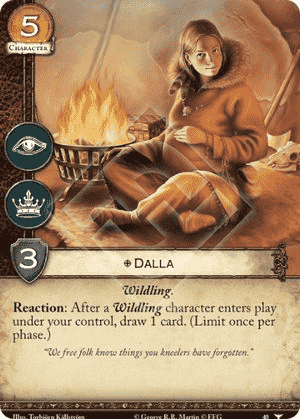 5
Character
3
Dalla
Wildling.
Reaction: After a Wildling character enters play
under your control, draw 1 card. (Limit once per
phase.)
"We free folk know things you kneelers have forgotten."
Illus. Torbjörn Källström
© George R.R. Martin © FFG
40